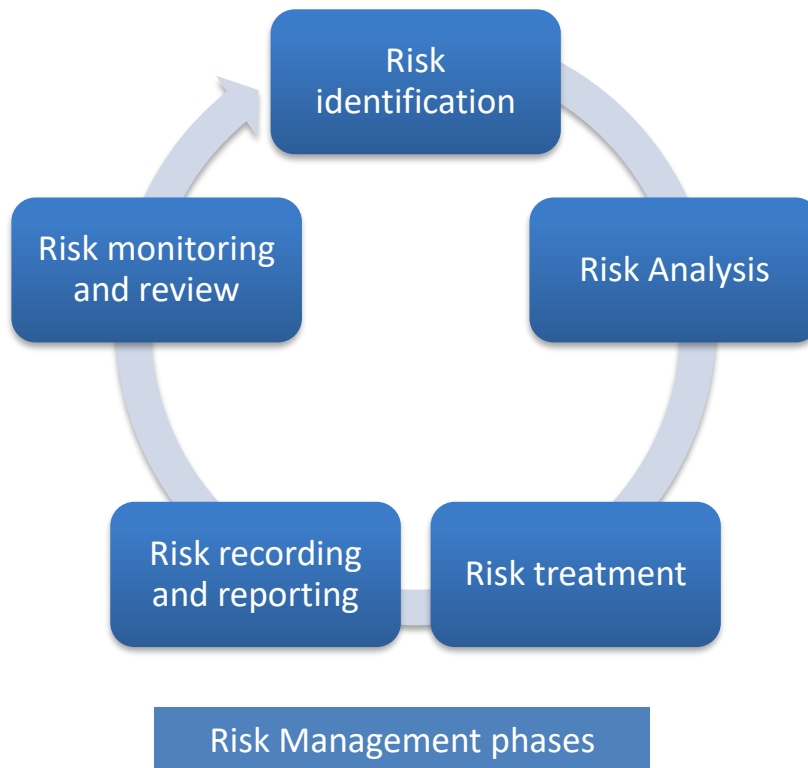 Risk
identification
Risk Analysis
Risk treatment
Risk recording
and reporting
Risk monitoring
and review
Risk Management phases